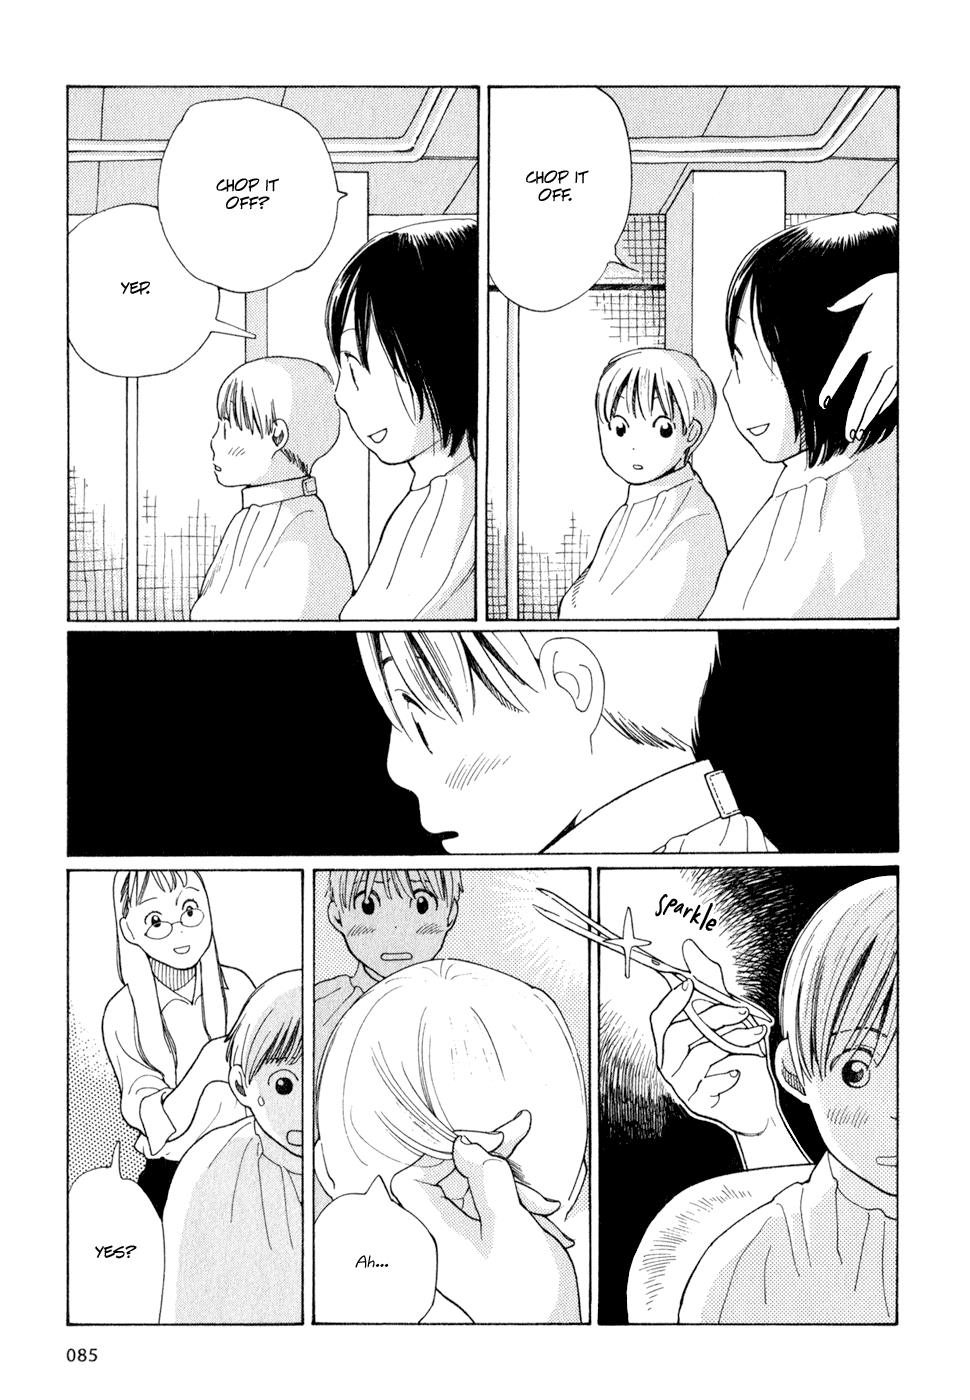 CHOP IT
OFF.
CHOP IT
OFF?
YEP.
sparkle
Ah...
YES?
085